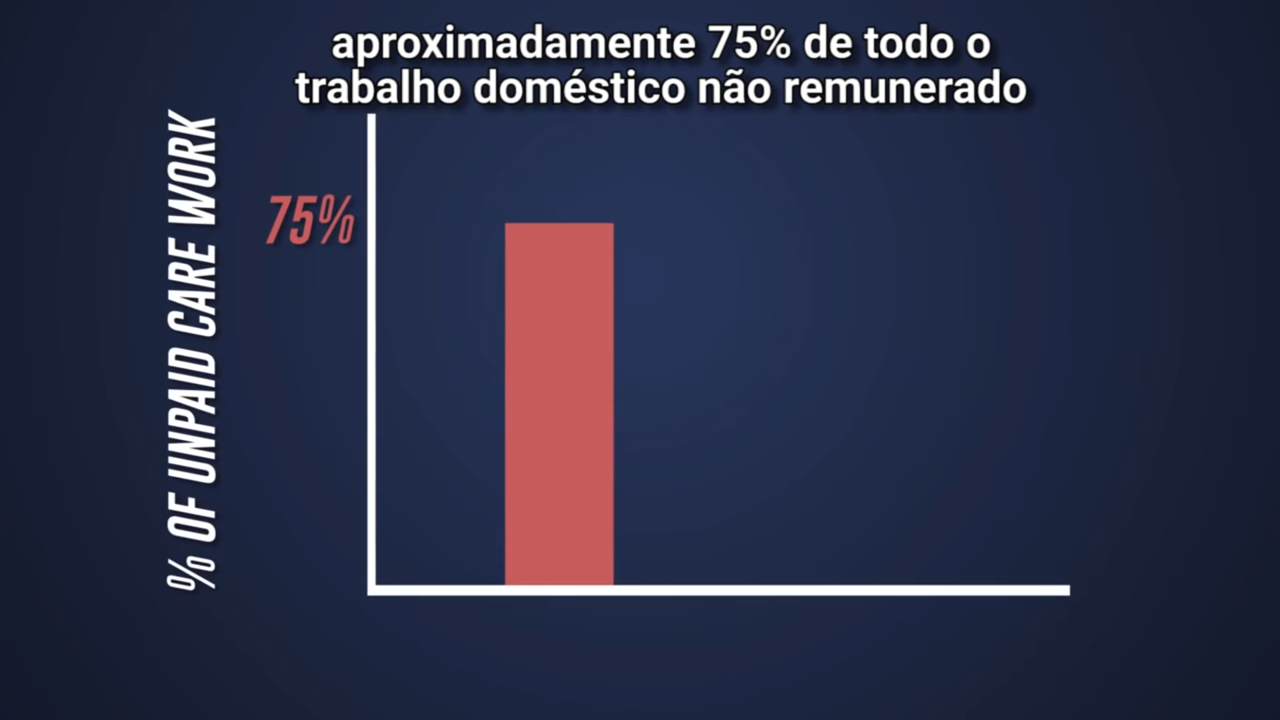 aproximadamente 75% de todo o
trabalho doméstico não remunerado
75%
% OF UNPAID CARE WORK